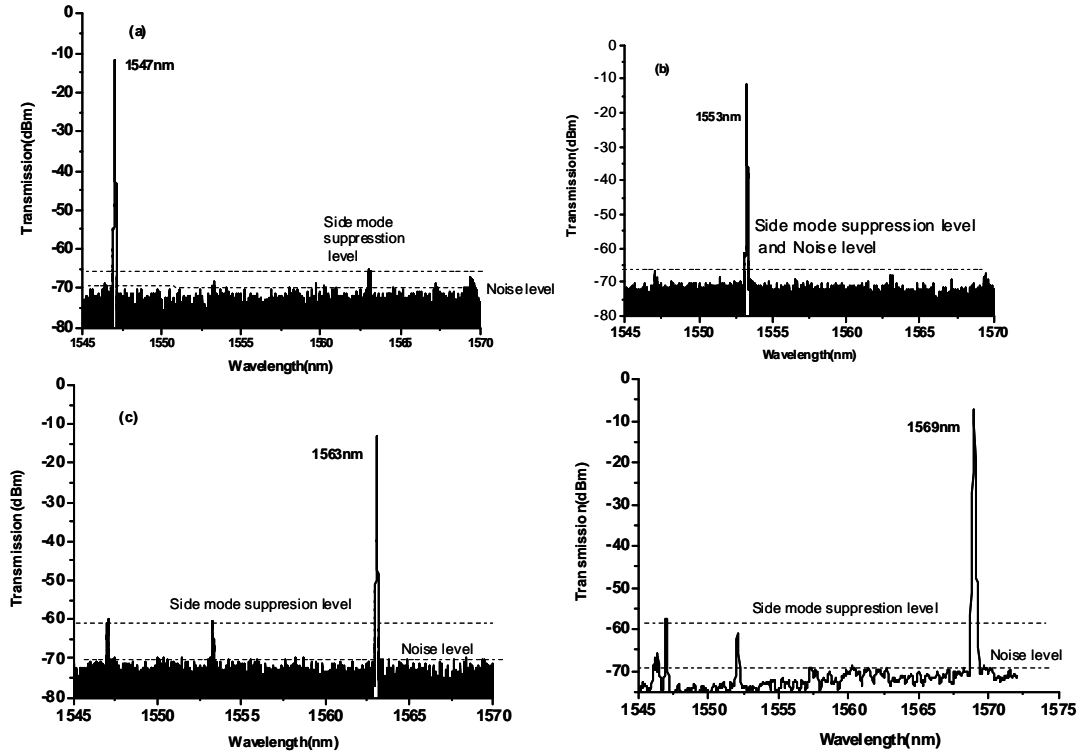 (a)
0
-10
-20
-30
-40
-50
-60
-70
-80
Transmission(dBm)
1547nm
Side mode
suppresstion
level
Noise level
1545
1550
1555
1560
1565
1570
Wavelength(nm)
(b)
0
-10
-20
-30
-40
-50
-60
-70
-80
Transmission(dBm)
1553nm
Side mode suppression level
and Noise level
1545
1550
1555
1560
1565
1570
Wavelength(nm)
(c)
0
-10
-20
-30
-40
-50
-60
-70
-80
Transmission(dBm)
1563nm
Side mode suppresion level
Noise level
1545
1550
1555
1560
1565
1570
Wavelength(nm)
0
-10
-20
-30
-40
-50
-60
-70
Transmission(dBm)
1569nm
Side mode supprestion level
Noise level
1545
1550
1555
1560
1565
1570
1575
Wavelength(nm)